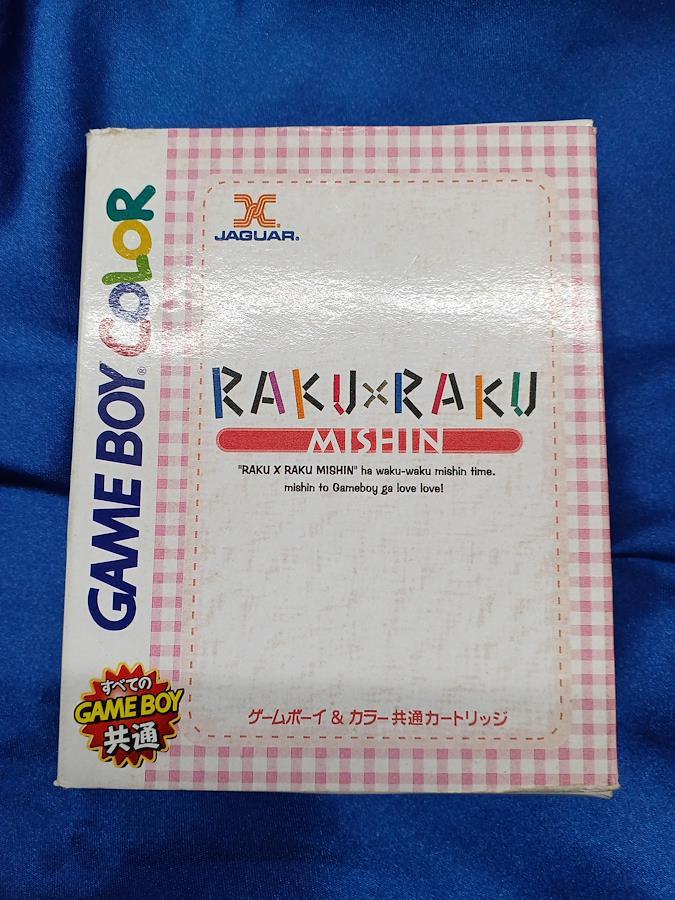 GAME BOY COLOR
すべての
GAME BOY
共通
JAGUAR®
RAKU×RAKU
MISHIN
"RAKU X RAKU MISHIN" ha waku-waku mishin time.
mishin to Gameboy ga love love!
ゲームボーイ & カラー共通カートリッジ